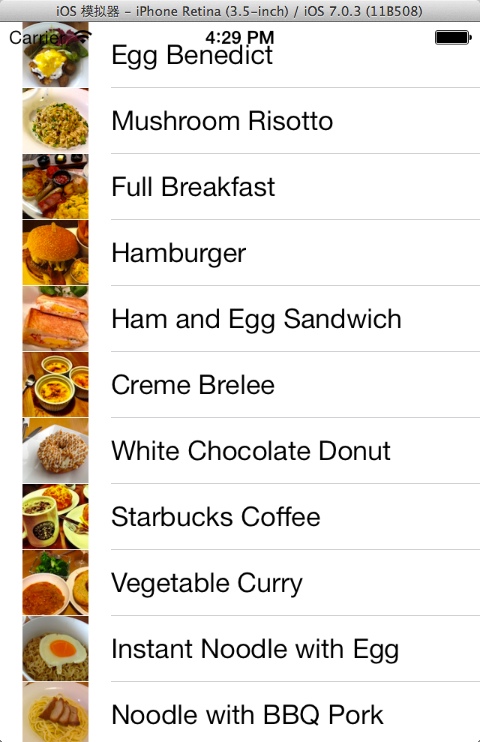 iOS 模拟器 - iPhone Retina (3.5-inch) / iOS 7.0.3 (11B508)
Carrier 4:29 PM
Egg Benedict
Mushroom Risotto
Full Breakfast
Hamburger
Ham and Egg Sandwich
Creme Brelee
White Chocolate Donut
Starbucks Coffee
Vegetable Curry
Instant Noodle with Egg
Noodle with BBQ Pork